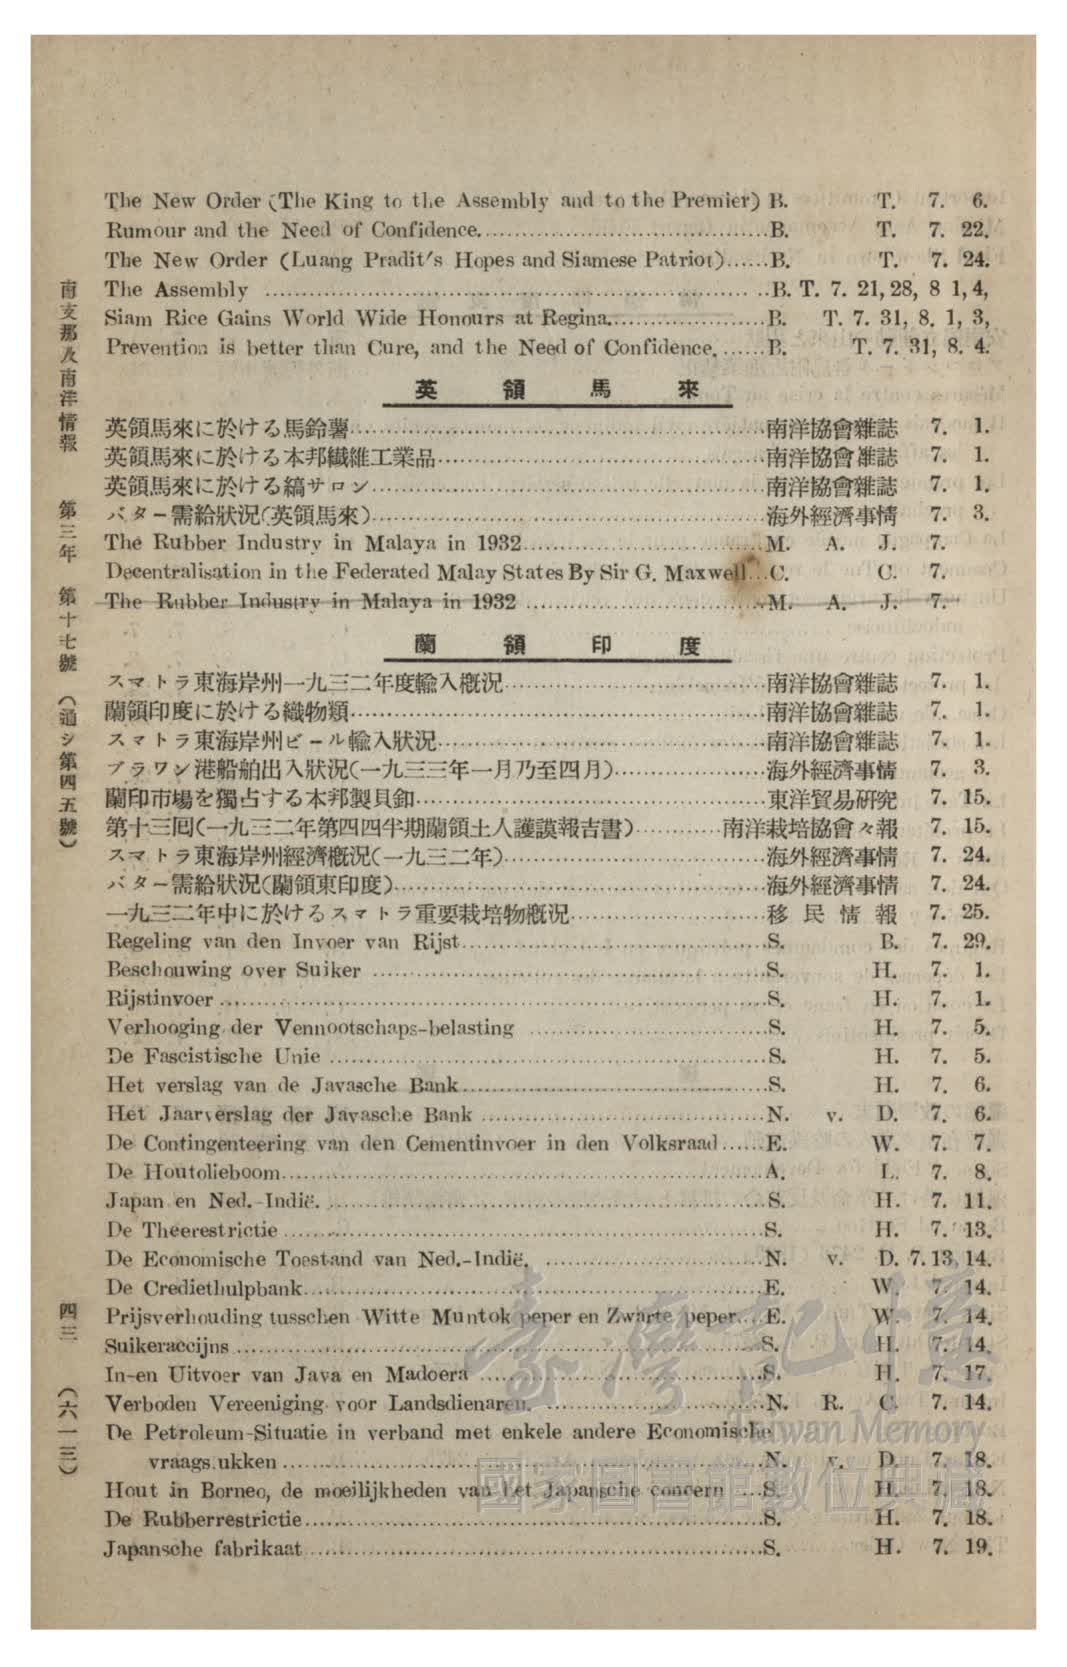 The New Order (The King to the Assembly and to the Premier) B. T. 7. 6.
Rumour and the Need of Confidence.................................B. T. 7. 22.
The New Order (Luang Pradit's Hopes and Siamese Patriot)......B. T. 7. 24.
The Assembly ..........................................................B. T. 7. 21, 28, 8 1, 4,
Siam Rice Gains World Wide Honours at Regina..................B. T. 7. 31, 8. 1, 3,
Prevention is better than Cure, and the Need of Confidence.......B. T. 7. 31, 8. 4.
英領馬來
英領馬來に於ける馬鈴薯..................南洋協會雜誌 7. 1.
英領馬來に於ける本邦纎維工業品..................南洋協會雜誌 7. 1.
英領馬來に於ける縞サロン..................南洋協會雜誌 7. 1.
バター需給狀況(英領馬來)..................海外經濟事情 7. 3.
The Rubber Industry in Malaya in 1932..................M. A. J. 7.
Decentralisation in the Federated Malay States By Sir G. Maxwell...C. C. 7.
The Rubber Industry in Malaya in 1932 ..................M. A. J. 7.
蘭領印度
スマトラ東海岸州一九三二年度輸入槪況..................南洋協會雜誌 7. 1.
蘭領印度に於ける織物類..................南洋協會雜誌 7. 1.
スマトラ東海岸州ビール輸入狀況..................南洋協會雜誌 7. 1.
ブラワン港船舶出入狀況(一九三三年一月乃至四月)............海外經濟事情 7. 3.
蘭印市場を獨占する本邦製貝釦..................東洋貿易硏究 7. 15.
第十三回(一九三二年第四四半期蘭領土人護謨報吿書).........南洋栽培協會々報 7. 15.
スマトラ東海岸州經濟槪況(一九三二年)..................海外經濟事情 7. 24.
バター需給狀況(蘭領東印度)..................海外經濟事情 7. 24.
一九三二年中に於けるスマトラ重要栽培物槪況............移民情報 7. 25.
Regeling van den Invoer van Rijst..................S. B. 7. 29.
Beschouwing over Suiker ..................S. H. 7. 1.
Rijstinvoer..................S. H. 7. 1.
Verhooging der Vennootschaps-belasting ..................S. H. 7. 5.
De Fascistische Unie ..................S. H. 7. 5.
Het verslag van de Javasche Bank..................S. H. 7. 6.
Het Jaarverslag der Javasche Bank ..................N. v. D. 7. 6.
De Contingenteering van den Cementinvoer in den Volksraad......E. W. 7. 7.
De Houtolieboom..................A. L. 7. 8.
Japan en Ned.-Indië. ..................S. H. 7. 11.
De Theerestrictie..................S. H. 7. 13.
De Economische Toestand van Ned.-Indië. ..................N. v. D. 7. 13, 14.
De Crediethulpbank..................E. W. 7. 14.
Prijsverhouding tusschen Witte Muntok peper en Zwarte peper....E. W. 7. 14.
Suikeraccijns..................S. H. 7. 14.
In-en Uitvoer van Java en Madoera ..................S. H. 7. 17.
Verboden Vereeniging voor Landsdienaren. ..................N. R. C. 7. 14.
De Petroleum-Situatie in verband met enkele andere Economische
vraagstukken..................N. v. D. 7. 18.
Hout in Borneo, de moeilijkheden van het Japansche concern ...S. H. 7. 18.
De Rubberrestrictie..................S. H. 7. 18.
Japansche fabrikaat..................S. H. 7. 19.
南支那及南洋情報 第三年 第十七號 (通シ第四五號)
四三 (六一三)
臺灣記憶
Taiwan Memory
國家圖書館數位典藏